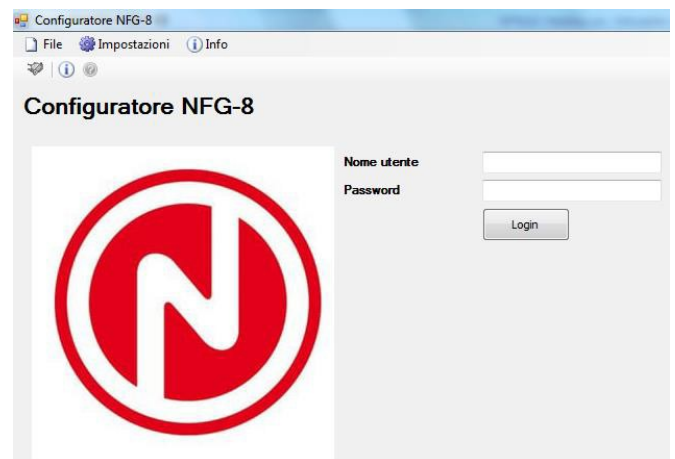 Configuratore NFG-8
File Impostazioni Info
Configuratore NFG-8
Nome utente
Password
Login